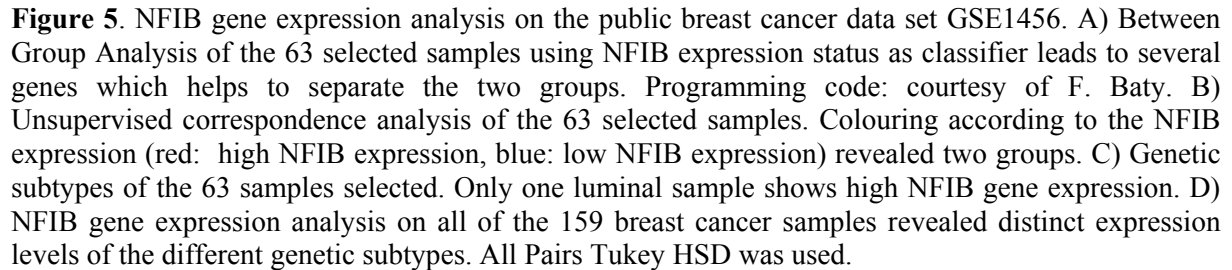 Figure 5. NFIB gene expression analysis on the public breast cancer data set GSE1456. A) Between
Group Analysis of the 63 selected samples using NFIB expression status as classifier leads to several
genes which helps to separate the two groups. Programming code: courtesy of F. Baty. B)
Unsupervised correspondence analysis of the 63 selected samples. Colouring according to the NFIB
expression (red: high NFIB expression, blue: low NFIB expression) revealed two groups. C) Genetic
subtypes of the 63 samples selected. Only one luminal sample shows high NFIB gene expression. D)
NFIB gene expression analysis on all of the 159 breast cancer samples revealed distinct expression
levels of the different genetic subtypes. All Pairs Tukey HSD was used.